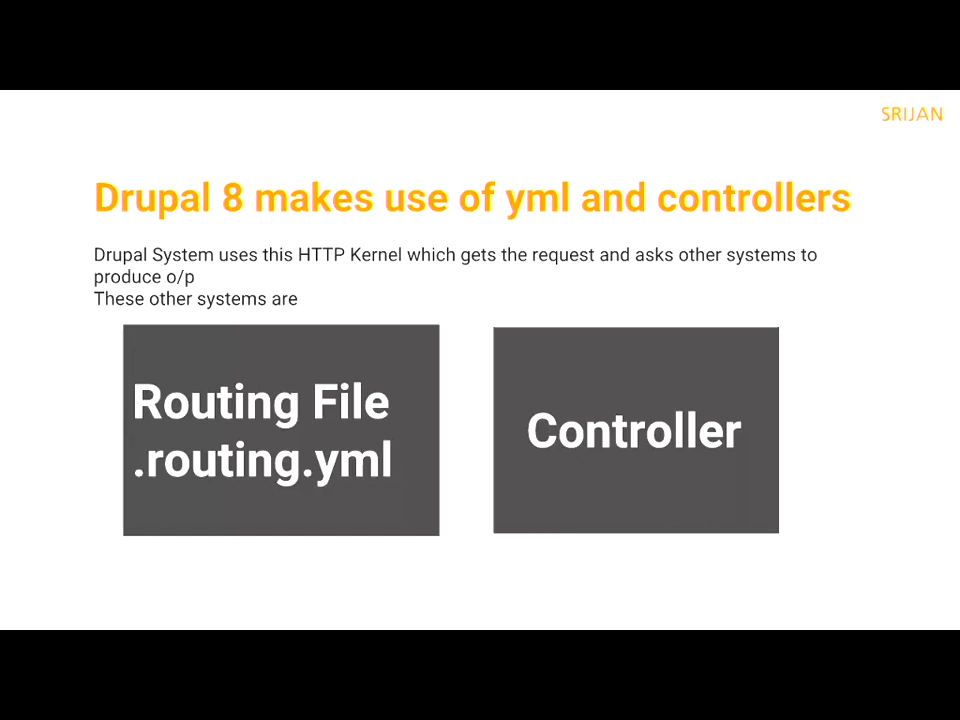 SRIJAN
Drupal 8 makes use of yml and controllers
Drupal System uses this HTTP Kernel which gets the request and asks other systems to
produce o/p
These other systems are
Routing File
.routing.yml
Controller